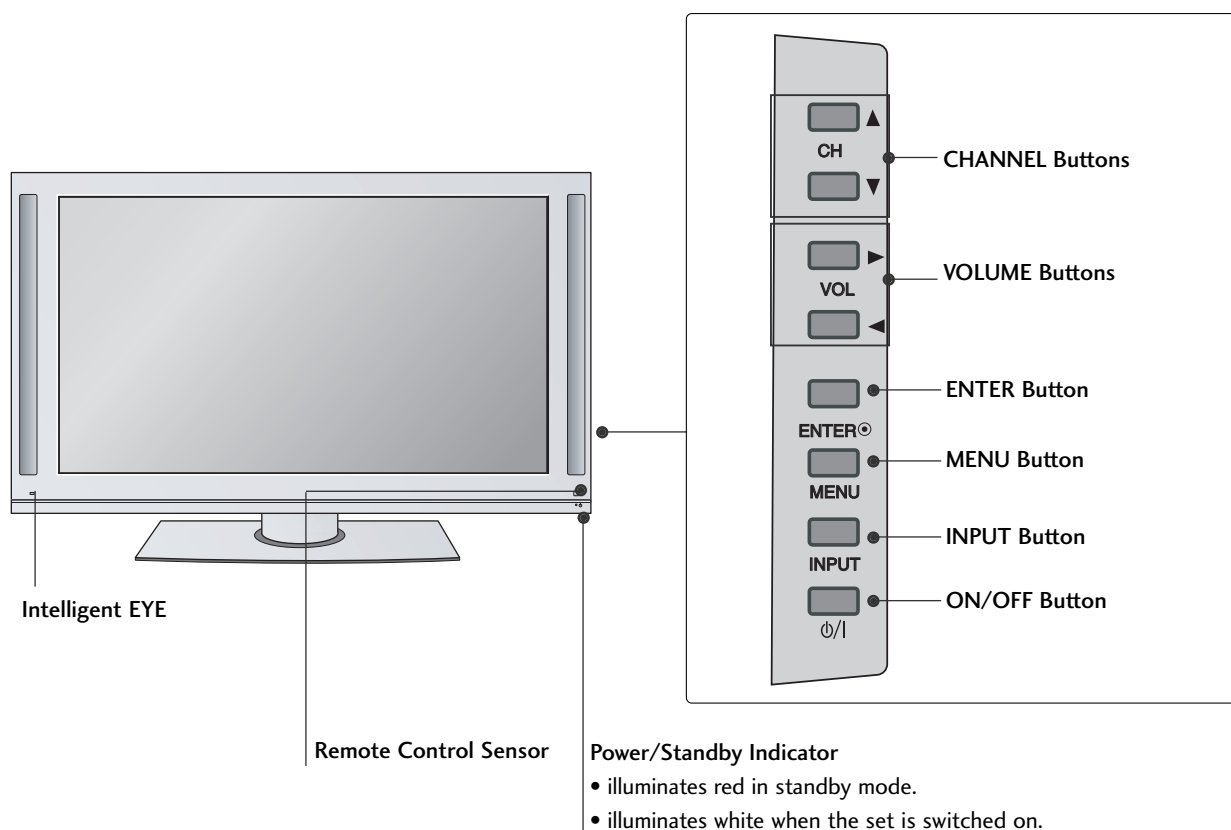 CH
CHANNEL Buttons
VOL
VOLUME Buttons
ENTER Button
ENTER
MENU Button
MENU
INPUT Button
INPUT
ON/OFF Button
⏻/I
Intelligent EYE
Remote Control Sensor
Power/Standby Indicator
• illuminates red in standby mode.
• illuminates white when the set is switched on.